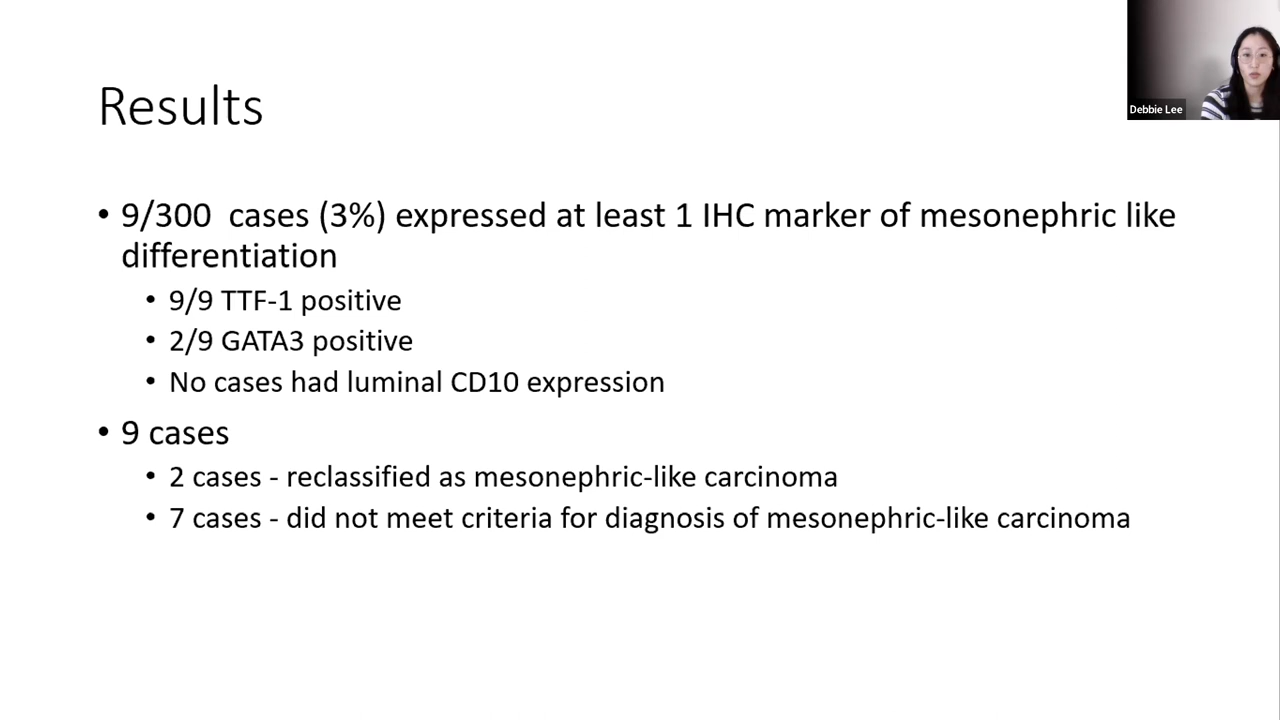 Debbie Lee
Results
• 9/300 cases (3%) expressed at least 1 IHC marker of mesonephric like
differentiation
• 9/9 TTF-1 positive
• 2/9 GATA3 positive
• No cases had luminal CD10 expression
• 9 cases
• 2 cases - reclassified as mesonephric-like carcinoma
• 7 cases - did not meet criteria for diagnosis of mesonephric-like carcinoma